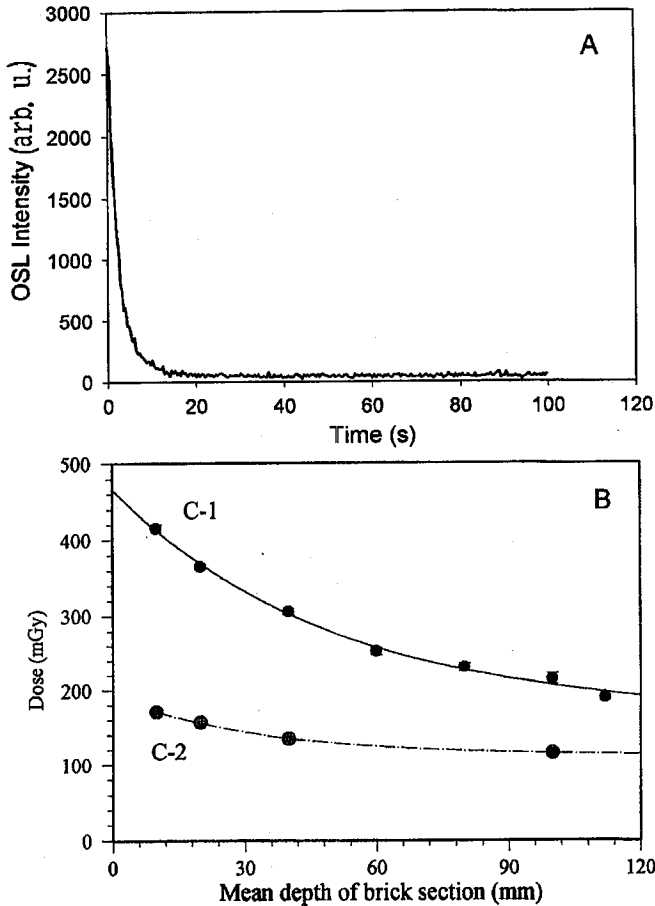 A
OSL Intensity (arb. u.)
3000
2500
2000
1500
1000
500
0
0 20 40 60 80 100 120
Time (s)
B
Dose (mGy)
500
400
300
200
100
0
C-1
C-2
0 30 60 90 120
Mean depth of brick section (mm)